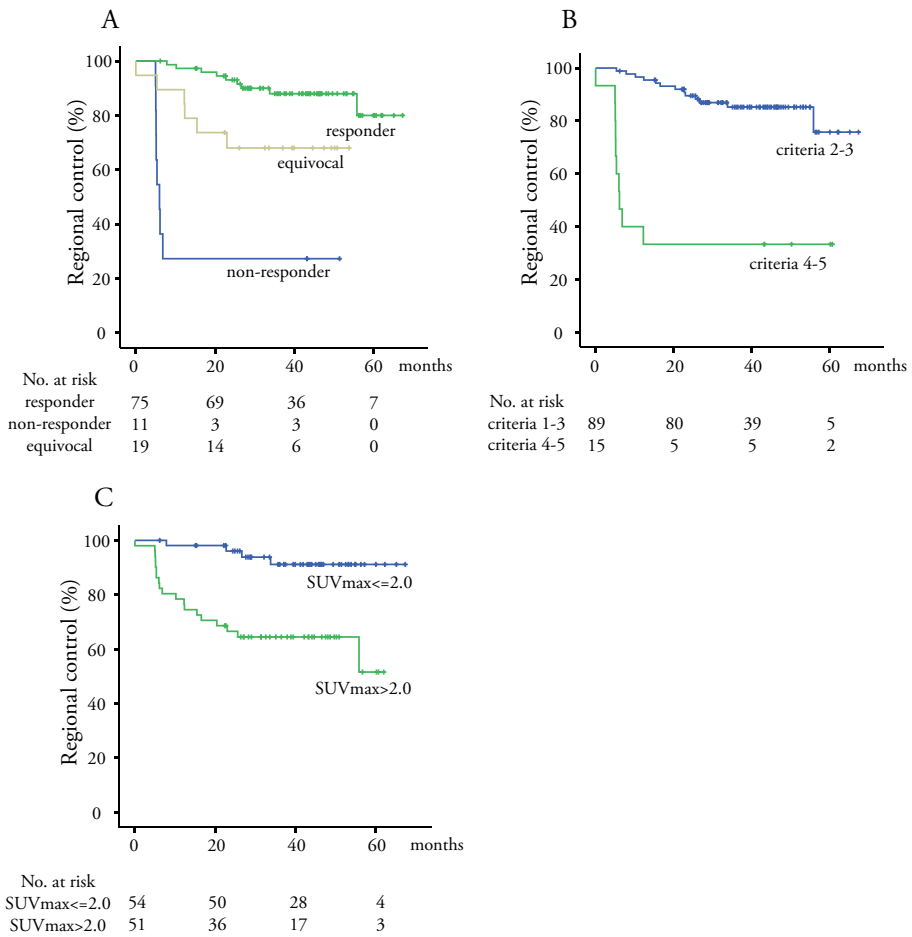 A
Regional control (%)
100
80
60
40
20
0
responder
equivocal
non-responder
0 20 40 60 months
No. at risk
responder 75 69 36 7
non-responder 11 3 3 0
equivocal 19 14 6 0
B
Regional control (%)
100
80
60
40
20
0
criteria 2-3
criteria 4-5
0 20 40 60 months
No. at risk
criteria 1-3 89 80 39 5
criteria 4-5 15 5 5 2
C
Regional control (%)
100
80
60
40
20
0
SUVmax<=2.0
SUVmax>2.0
0 20 40 60 months
No. at risk
SUVmax<=2.0 54 50 28 4
SUVmax>2.0 51 36 17 3